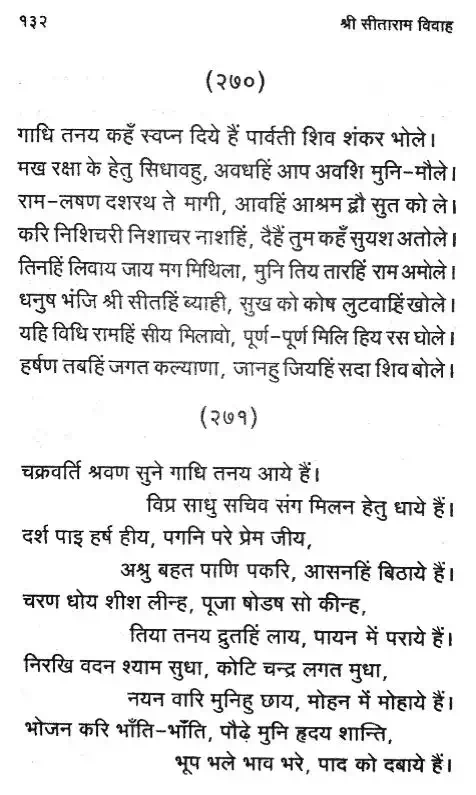 १३२ श्री सीताराम विवाह
(२७०)
गाधि तनय कहँ स्वप्न दिये हैं पार्वती शिव शंकर भोले।
मख रक्षा के हेतु सिधावहु, अवधहिं आप अवशि मुनि-मौले।
राम-लषण दशरथ ते मागी, आवहिं आश्रम द्वौ सुत को ले।
करि निशिचरी निशाचर नाशहिं, दैहैं तुम कहँ सुयश अतोले।
तिनहिं लिवाय जाय मग मिथिला, मुनि तिय तारहिं राम अमोले।
धनुष भंजि श्री सीतहिं ब्याही, सुख को कोष लुटवाहिं खोले।
यहि विधि रामहिं सीय मिलावो, पूर्ण-पूर्ण मिलि हिय रस घोले।
हर्षण तबहिं जगत कल्याणा, जानहु जियहिं सदा शिव बोले।
(२७१)
चक्रवर्ति श्रवण सुने गाधि तनय आये हैं।
विप्र साधु सचिव संग मिलन हेतु धाये हैं।
दर्श पाइ हर्ष हीय, पगनि परे प्रेम जीय,
अश्रु बहत पाणि पकरि, आसनहिं बिठाये हैं।
चरण धोय शीश लीन्ह, पूजा षोडष सो कीन्ह,
तिया तनय द्रुतहिं लाय, पायन में पराये हैं।
निरखि वदन श्याम सुधा, कोटि चन्द्र लगत मुधा,
नयन वारि मुनिहु छाय, मोहन में मोहाये हैं।
भोजन करि भाँति-भाँति, पौढ़े मुनि हृदय शान्ति,
भूप भले भाव भरे, पाद को दबाये हैं।